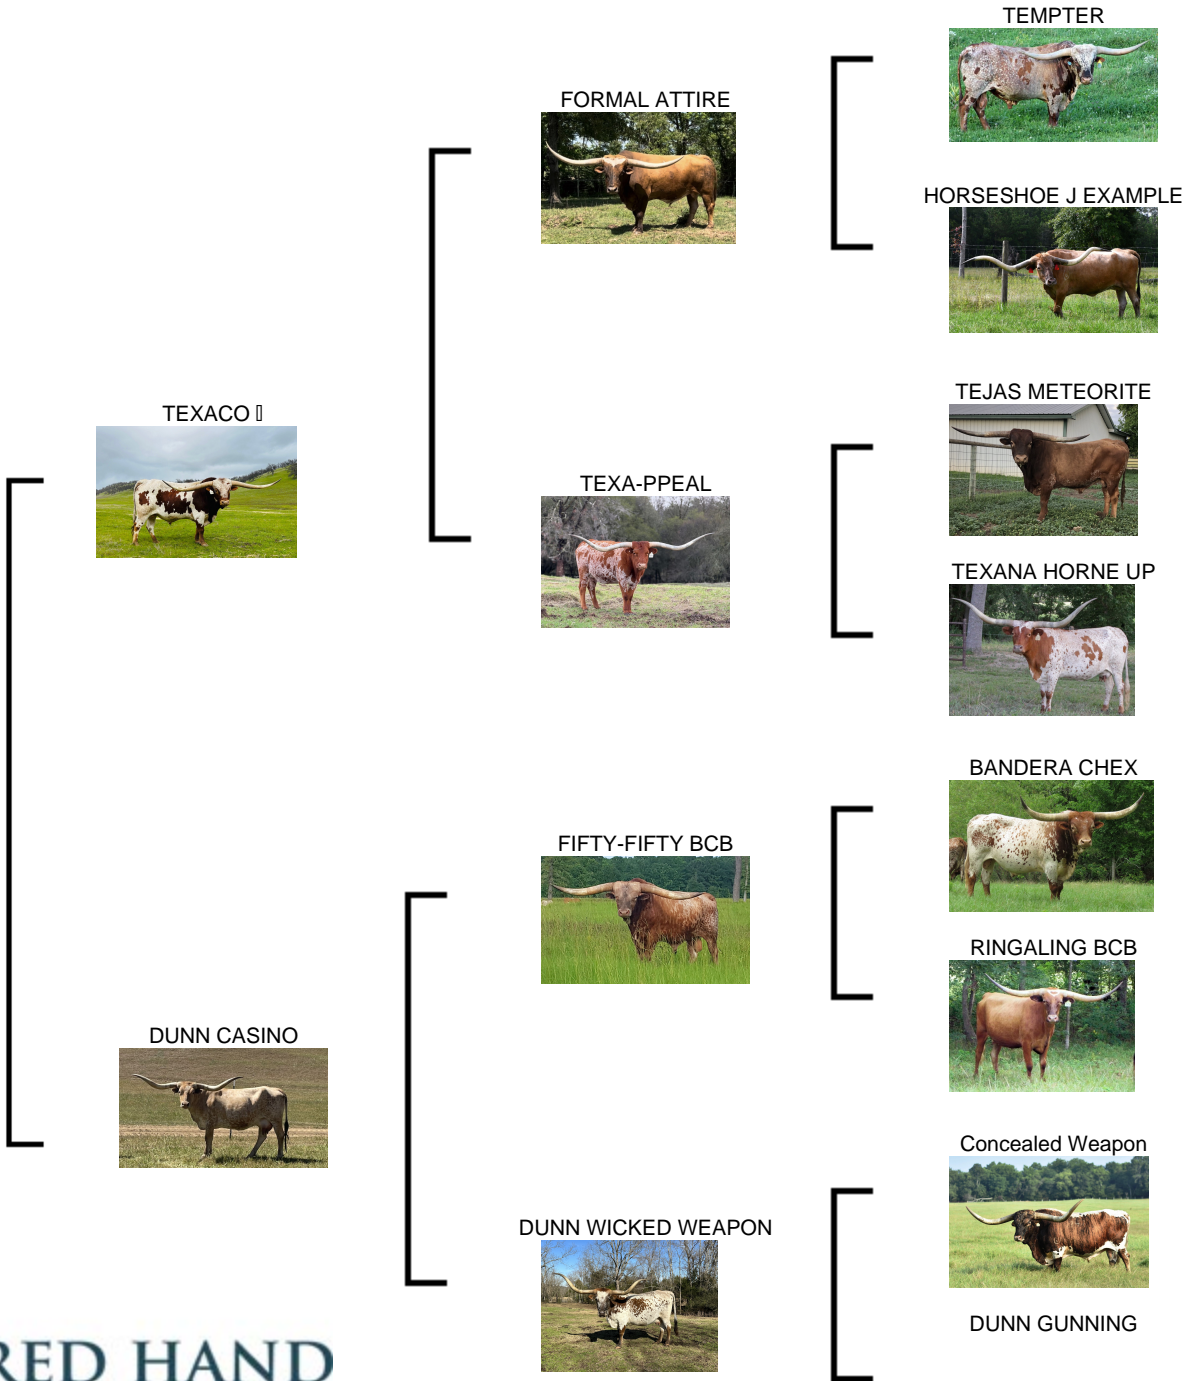 TEMPTER
FORMAL ATTIRE
HORSESHOE J EXAMPLE
TEXACO
TEJAS METEORITE
TEXA-PPEAL
TEXANA HORNE UP
BANDERA CHEX
FIFTY-FIFTY BCB
RINGALING BCB
DUNN CASINO
Concealed Weapon
DUNN WICKED WEAPON
DUNN GUNNING
RED HAND